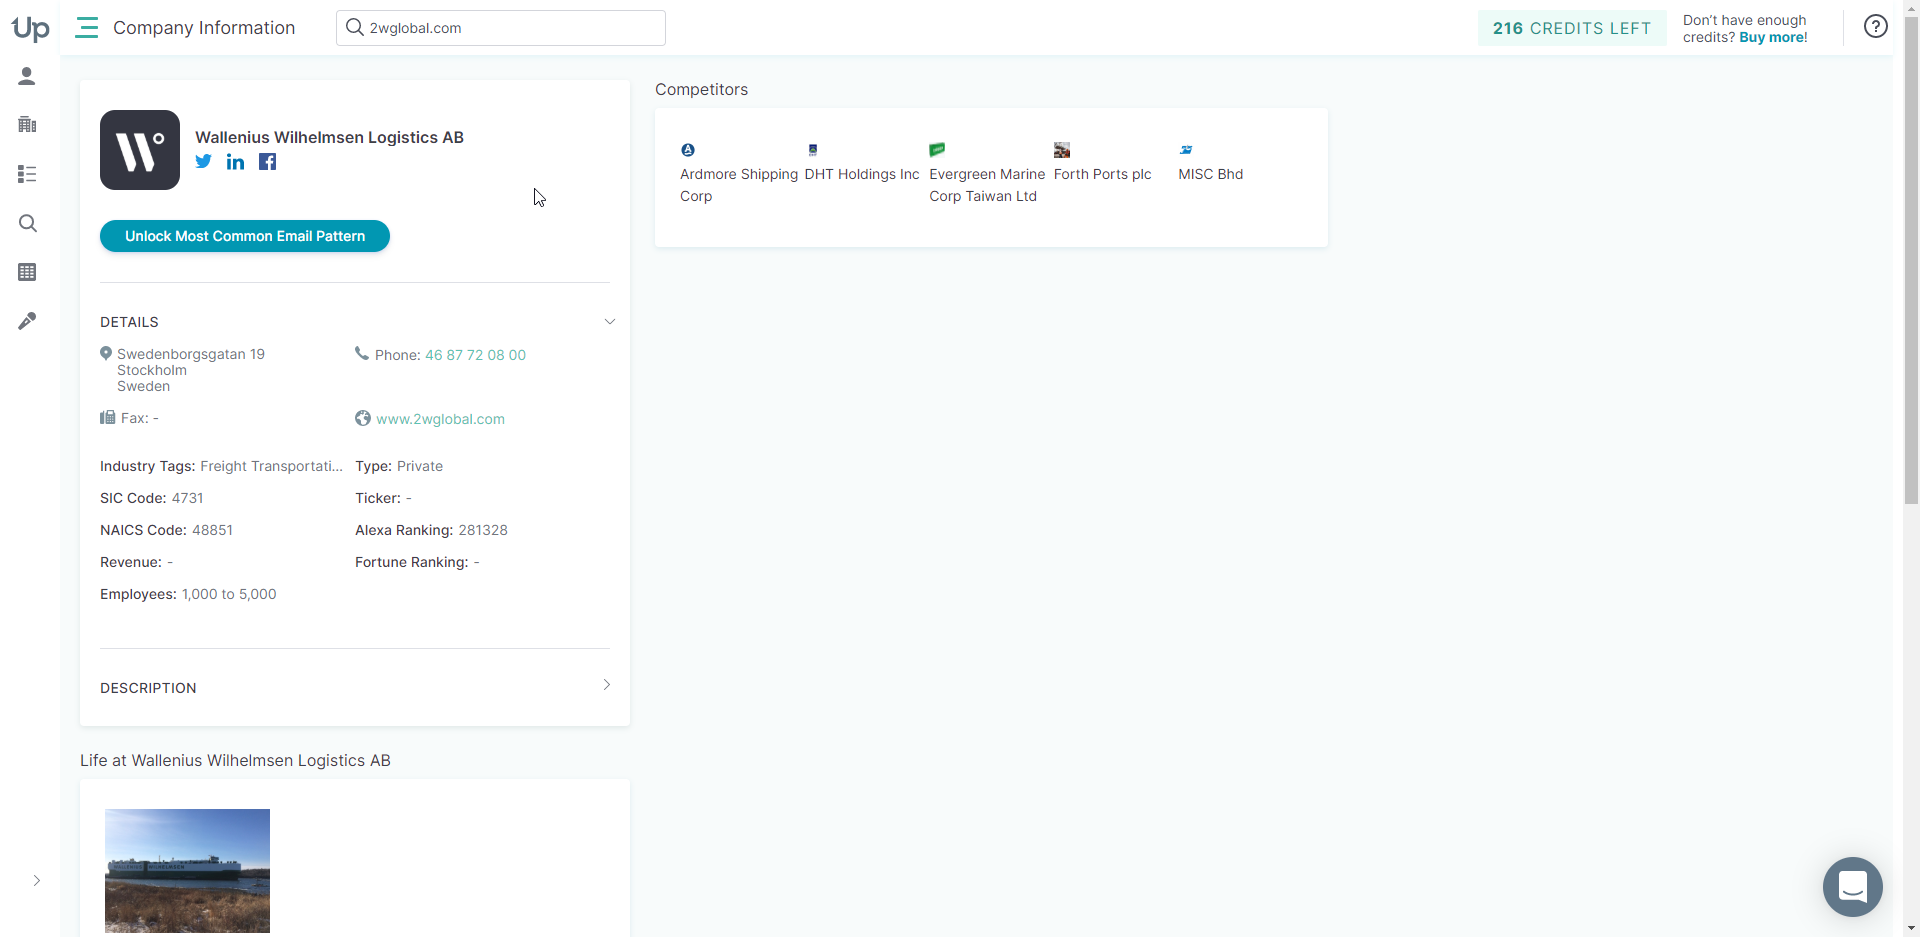 Up
Company Information
2wglobal.com
216 CREDITS LEFT
Don't have enough
credits? Buy more!
Wallenius Wilhelmsen Logistics AB
Unlock Most Common Email Pattern
DETAILS
Swedenborgsgatan 19
Stockholm
Sweden
Phone: 46 87 72 08 00
Fax: -
www.2wglobal.com
Industry Tags: Freight Transportati...
Type: Private
SIC Code: 4731
Ticker: -
NAICS Code: 48851
Alexa Ranking: 281328
Revenue: -
Fortune Ranking: -
Employees: 1,000 to 5,000
DESCRIPTION
Life at Wallenius Wilhelmsen Logistics AB
WALLENIUS WILHELMSEN
Competitors
Ardmore Shipping
Corp
DHT Holdings Inc
Evergreen Marine
Corp Taiwan Ltd
Forth Ports plc
MISC Bhd